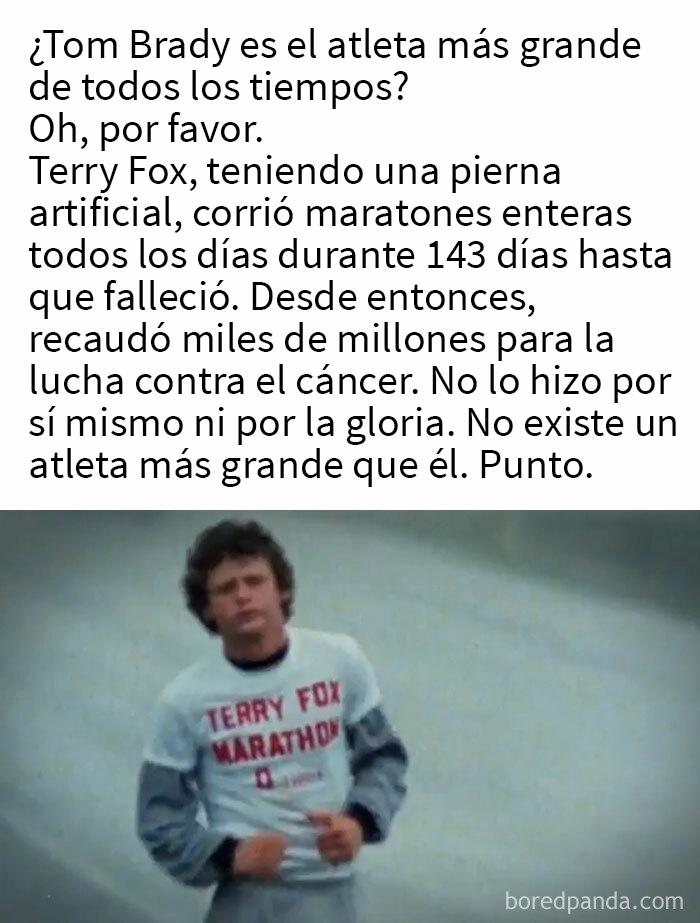 ¿Tom Brady es el atleta más grande
de todos los tiempos?
Oh, por favor.
Terry Fox, teniendo una pierna
artificial, corrió maratones enteras
todos los días durante 143 días hasta
que falleció. Desde entonces,
recaudó miles de millones para la
lucha contra el cáncer. No lo hizo por
sí mismo ni por la gloria. No existe un
atleta más grande que él. Punto.
TERRY FOX
MARATHON
boredpanda.com